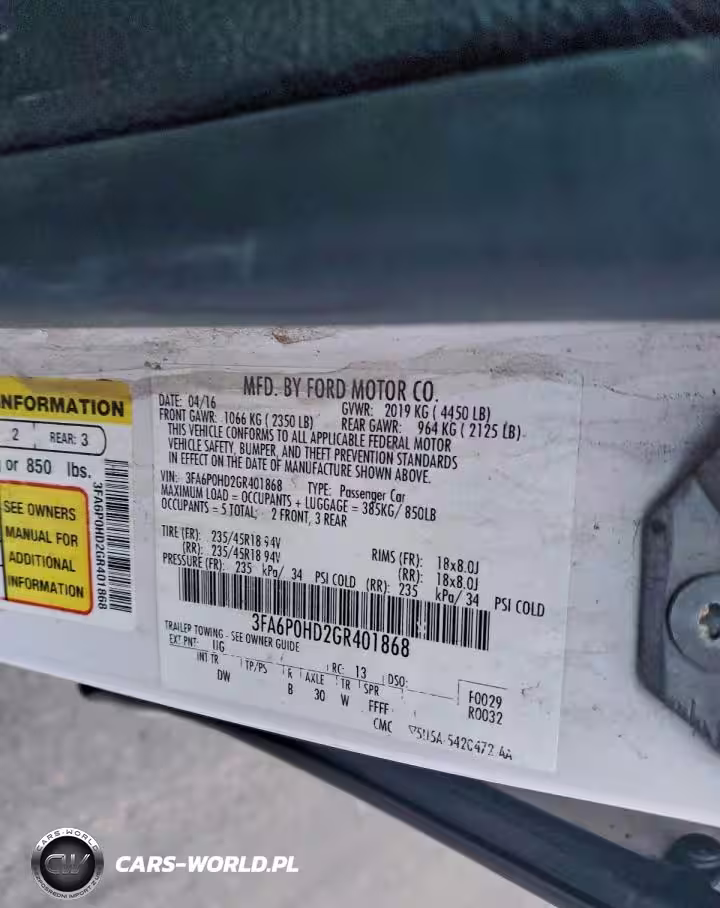 NFORMATION
2 REAR: 3
or 850 lbs.
SEE OWNERS
MANUAL FOR
ADDITIONAL
INFORMATION
3FA6P0HD2GR401868
MFD. BY FORD MOTOR CO.
DATE: 04/16 GVWR: 2019 KG ( 4450 LB)
FRONT GAWR: 1066 KG ( 2350 LB) REAR GAWR: 964 KG ( 2125 LB)
THIS VEHICLE CONFORMS TO ALL APPLICABLE FEDERAL MOTOR
VEHICLE SAFETY, BUMPER, AND THEFT PREVENTION STANDARDS
IN EFFECT ON THE DATE OF MANUFACTURE SHOWN ABOVE.
VIN: 3FA6P0HD2GR401868 TYPE: Passenger Car
MAXIMUM LOAD = OCCUPANTS + LUGGAGE = 385KG/ 850LB
OCCUPANTS = 5 TOTAL; 2 FRONT, 3 REAR
TIRE (FR): 235/45R18 94V RIMS (FR): 18x8.0J
(RR): 235/45R18 94V (RR): 18x8.0J
PRESSURE (FR): 235 kPa/ 34 PSI COLD (RR): 235 kPa/ 34 PSI COLD
3FA6P0HD2GR401868
TRAILER TOWING - SEE OWNER GUIDE
EXT PNT: UG RC: 13 DSO:
INT TR TP/PS R AXLE TR SPR F0029
DW B 30 W FFFF R0032
CMC
CARS-WORLD
CW
CARS-WORLD.PL